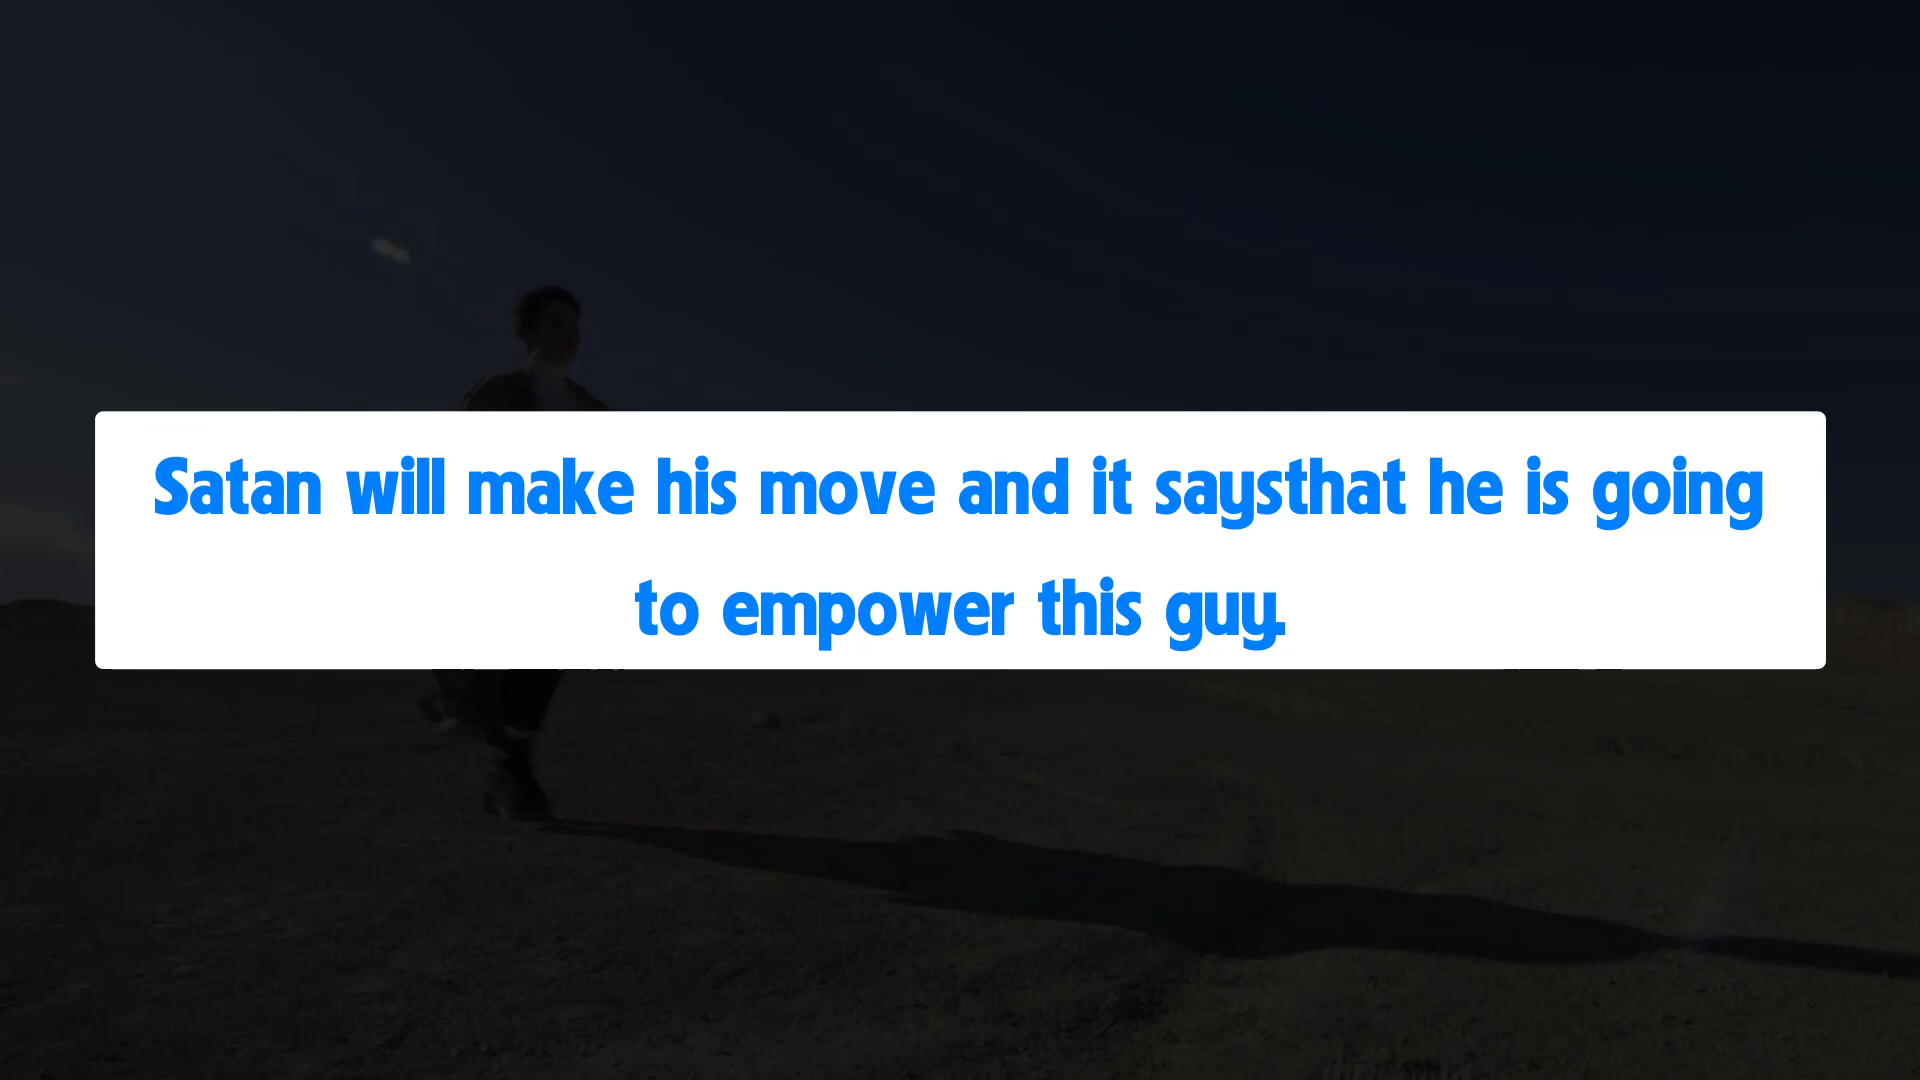 Satan will make his move and it saysthat he is going
to empower this guy.